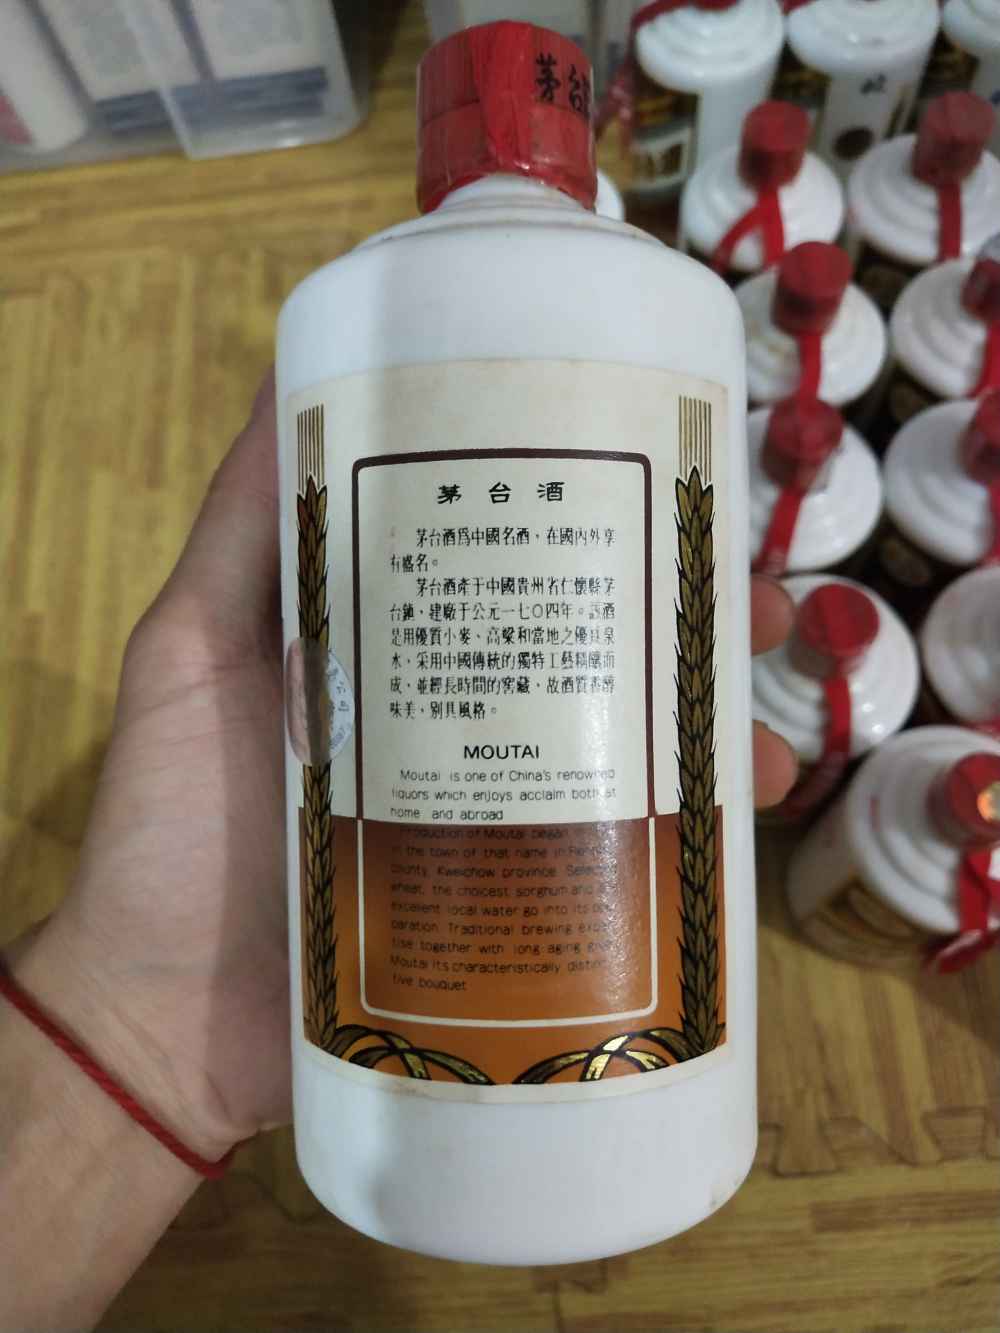 茅台
茅台酒
茅台酒爲中國名酒，在國內外享
有盛名。
茅台酒產于中國貴州省仁懷縣茅
台鎮，建廠于公元一七〇四年。該酒
是用優質小麥、高粱和當地之優良泉
水，采用中國傳統的獨特工藝精釀而
成，並經長時間的窖藏，故酒質香醇
味美，別具風格。
MOUTAI
Moutai is one of China's renowned
liquors which enjoys acclaim both at
home and abroad
Production of Moutai began
in the town of that name in
county, Kweichow province.
wheat, the choicest sorghum and
excellent local water go into its
paration. Traditional brewing
tise together with long aging
Moutai its characteristically
tive bouquet